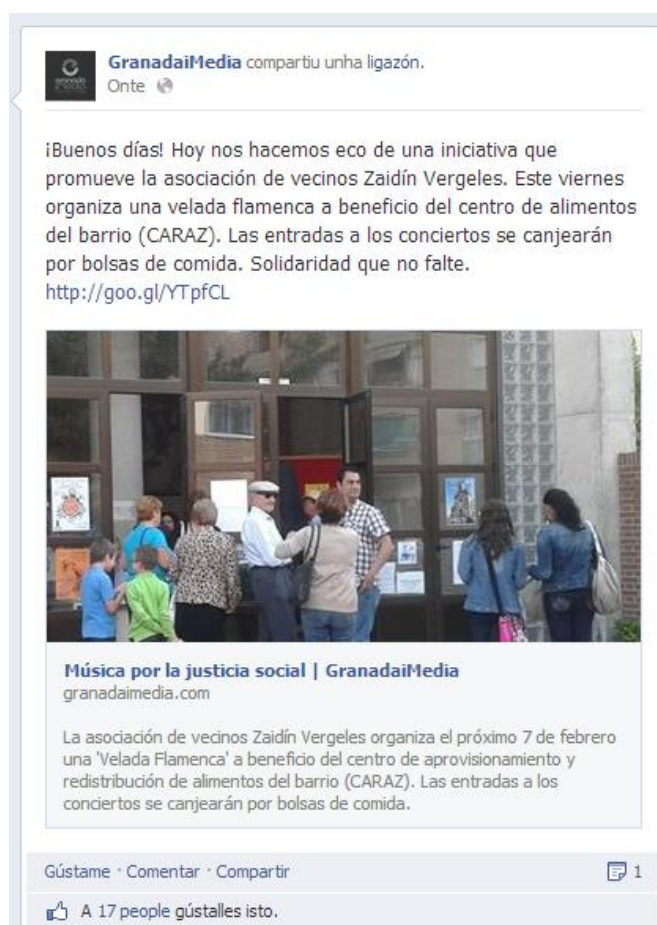 GranadaiMedia compartiu unha ligazón.
Onte
¡Buenos días! Hoy nos hacemos eco de una iniciativa que
promueve la asociación de vecinos Zaidín Vergeles. Este viernes
organiza una velada flamenca a beneficio del centro de alimentos
del barrio (CARAZ). Las entradas a los conciertos se canjearán
por bolsas de comida. Solidaridad que no falte.
http://goo.gl/YTpfCL
Música por la justicia social | GranadaiMedia
granadaimedia.com
La asociación de vecinos Zaidín Vergeles organiza el próximo 7 de febrero
una 'Velada Flamenca' a beneficio del centro de aprovisionamiento y
redistribución de alimentos del barrio (CARAZ). Las entradas a los
conciertos se canjearán por bolsas de comida.
Gústame · Comentar · Compartir 1
A 17 people gústalles isto.